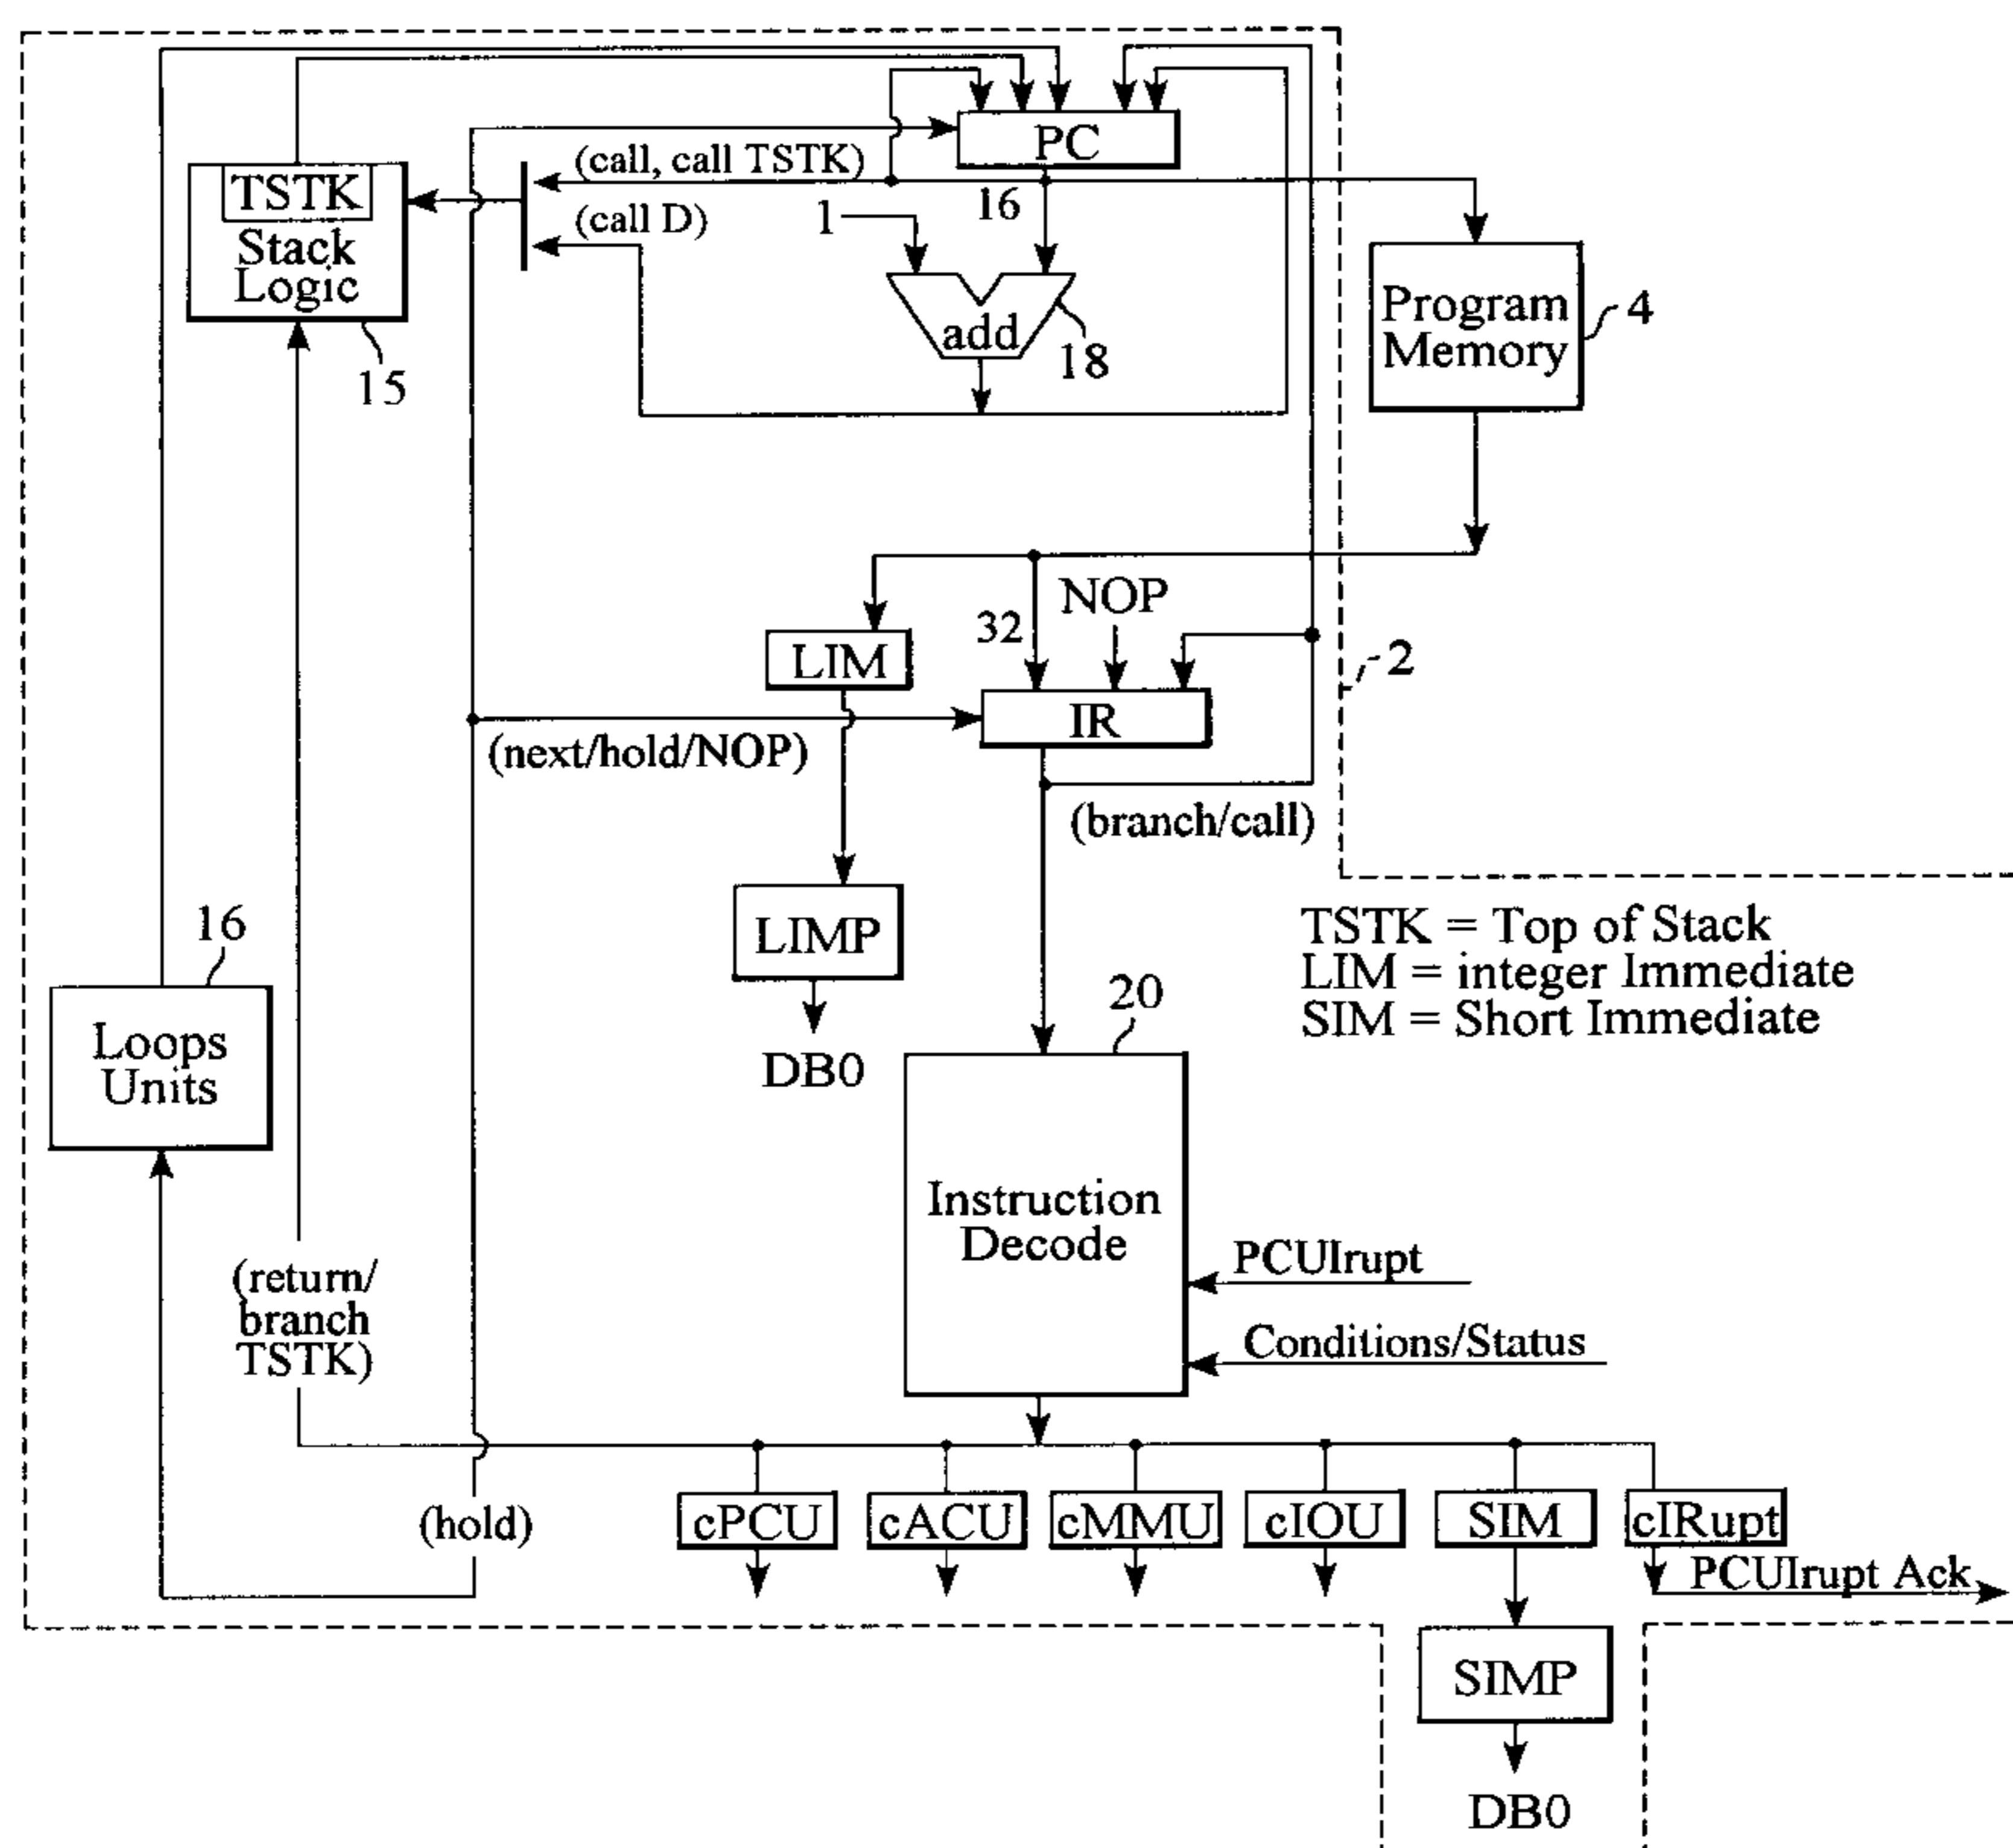 PC
(call, call TSTK)
TSTK
Stack
Logic
15
(call D)
1
16
add
18
Program
Memory
4
NOP
32
LIM
IR
2
(next/hold/NOP)
(branch/call)
LIMP
DB0
16
Loops
Units
TSTK = Top of Stack
LIM = integer Immediate
SIM = Short Immediate
20
Instruction
Decode
PCUIrupt
Conditions/Status
(return/
branch
TSTK)
(hold)
cPCU
cACU
cMMU
cIOU
SIM
cIRupt
PCUIrupt Ack
SIMP
DB0